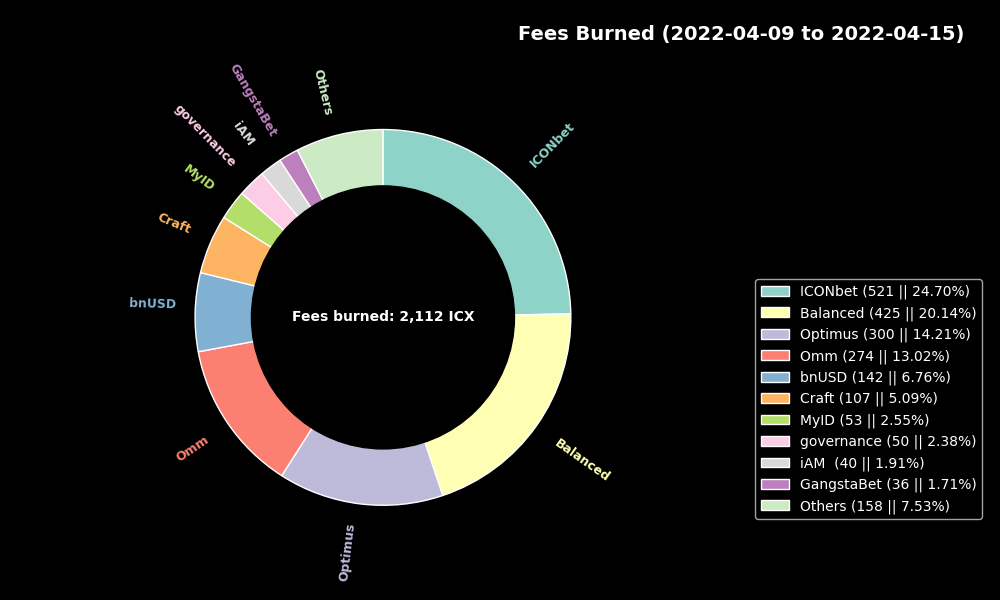 Fees Burned (2022-04-09 to 2022-04-15)
Others
GangstaBet
iAM
governance
MyID
Craft
bnUSD
Omm
Optimus
Balanced
ICONbet
Fees burned: 2,112 ICX
ICONbet (521 || 24.70%)
Balanced (425 || 20.14%)
Optimus (300 || 14.21%)
Omm (274 || 13.02%)
bnUSD (142 || 6.76%)
Craft (107 || 5.09%)
MyID (53 || 2.55%)
governance (50 || 2.38%)
iAM  (40 || 1.91%)
GangstaBet (36 || 1.71%)
Others (158 || 7.53%)